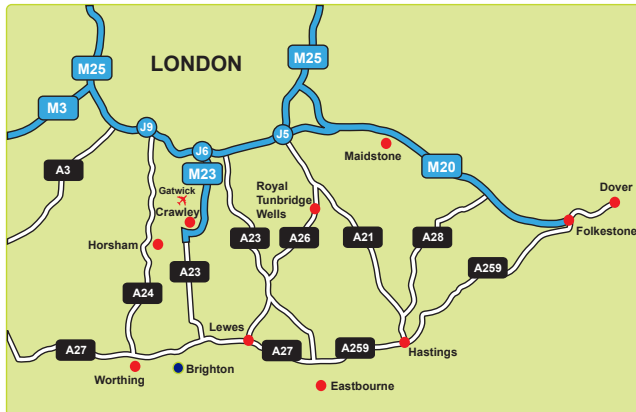 LONDON
M25
M25
M3
J9
J6
J5
M23
M20
A3
Maidstone
Gatwick
Crawley
Royal
Tunbridge
Wells
Dover
Folkestone
Horsham
A23
A26
A21
A28
A259
A23
A24
Lewes
A27
A27
A259
Hastings
Worthing
Brighton
Eastbourne